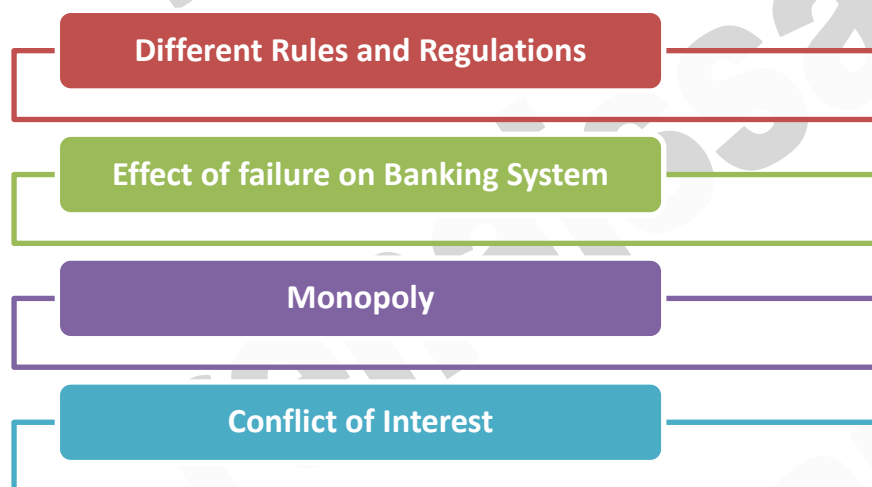 Different Rules and Regulations
Effect of failure on Banking System
Monopoly
Conflict of Interest